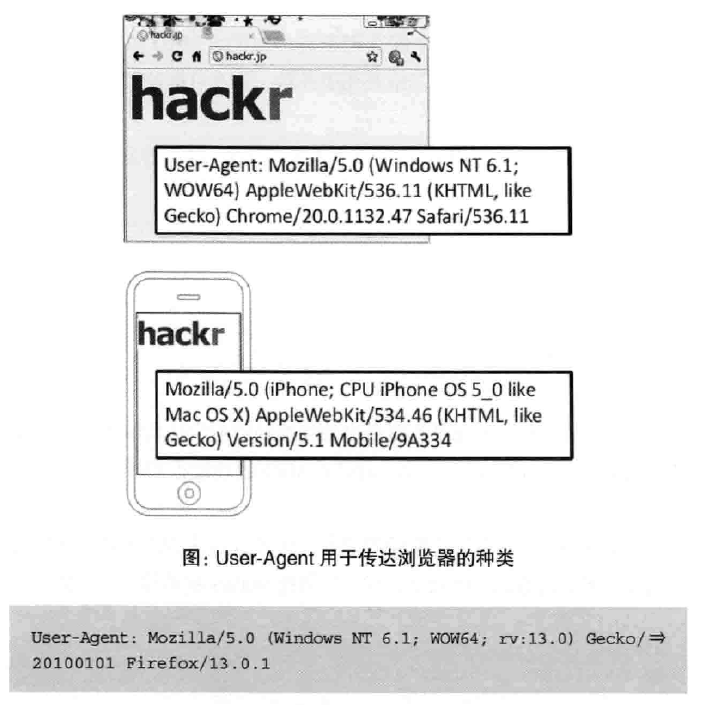 hackr.jp
hackr.jp
hackr
User-Agent: Mozilla/5.0 (Windows NT 6.1;
WOW64) AppleWebKit/536.11 (KHTML, like
Gecko) Chrome/20.0.1132.47 Safari/536.11
hackr
Mozilla/5.0 (iPhone; CPU iPhone OS 5_0 like
Mac OS X) AppleWebKit/534.46 (KHTML, like
Gecko) Version/5.1 Mobile/9A334
图：User-Agent 用于传达浏览器的种类
User-Agent: Mozilla/5.0 (Windows NT 6.1; WOW64; rv:13.0) Gecko/⇒
20100101 Firefox/13.0.1